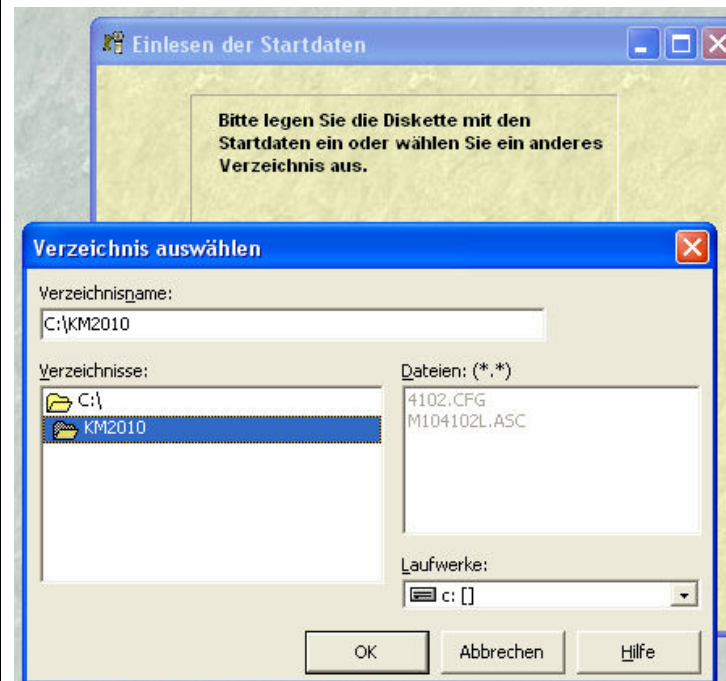 Einlesen der Startdaten
Bitte legen Sie die Diskette mit den
Startdaten ein oder wählen Sie ein anderes
Verzeichnis aus.
Verzeichnis auswählen
Verzeichnisname:
C:\KM2010
Verzeichnisse:
C:\
KM2010
Dateien: (*.*)
4102.CFG
M104102L.ASC
Laufwerke:
c: []
OK
Abbrechen
Hilfe